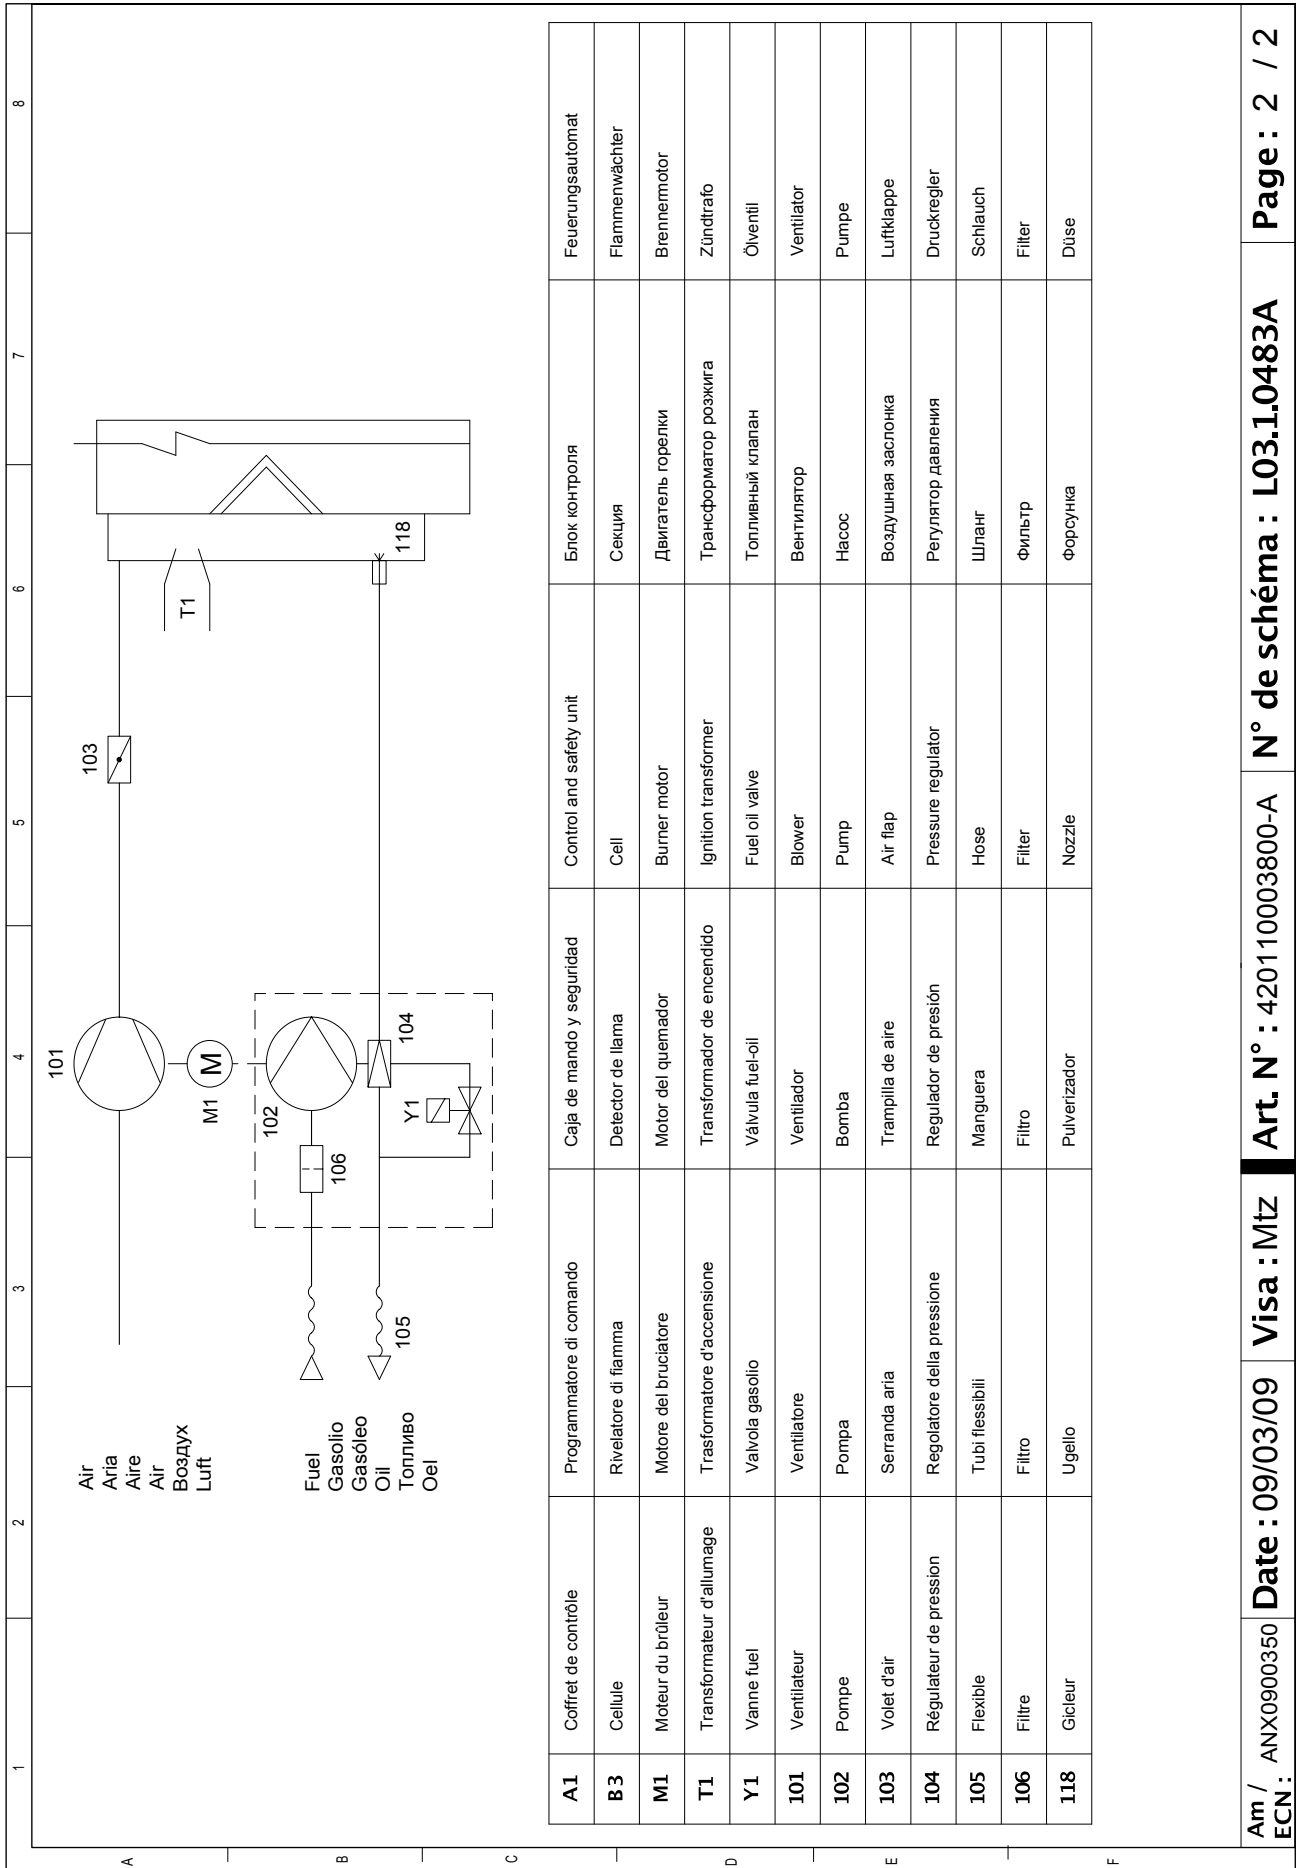 1 2 3 4 5 6 7 8
A
B
C
D
E
F
Air
Aria
Aire
Air
Воздух
Luft
Fuel
Gasolio
Gasóleo
Oil
Топливо
Oel
101
103
T1
M
M1
102
106
Y1
104
105
118
A1 Coffret de contrôle Programmatore di comando Caja de mando y seguridad Control and safety unit Блок контроля Feuerungsautomat
B3 Cellule Rivelatore di fiamma Detector de llama Cell Секция Flammenwächter
M1 Moteur du brûleur Motore del bruciatore Motor del quemador Burner motor Двигатель горелки Brennermotor
T1 Transformateur d'allumage Trasformatore d'accensione Transformador de encendido Ignition transformer Трансформатор розжига Zündtrafo
Y1 Vanne fuel Valvola gasolio Válvula fuel-oil Fuel oil valve Топливный клапан Ölventil
101 Ventilateur Ventilatore Ventilador Blower Вентилятор Ventilator
102 Pompe Pompa Bomba Pump Насос Pumpe
103 Volet d'air Serranda aria Trampilla de aire Air flap Воздушная заслонка Luftklappe
104 Régulateur de pression Regolatore della pressione Regulador de presión Pressure regulator Регулятор давления Druckregler
105 Flexible Tubi flessibili Manguera Hose Шланг Schlauch
106 Filtre Filtro Filtro Filter Фильтр Filter
118 Gicleur Ugello Pulverizador Nozzle Форсунка Düse
Am / ECN : ANX0900350 Date : 09/03/09 Visa : Mtz Art. N° : 420110003800-A N° de schéma : L03.1.0483A Page : 2 / 2